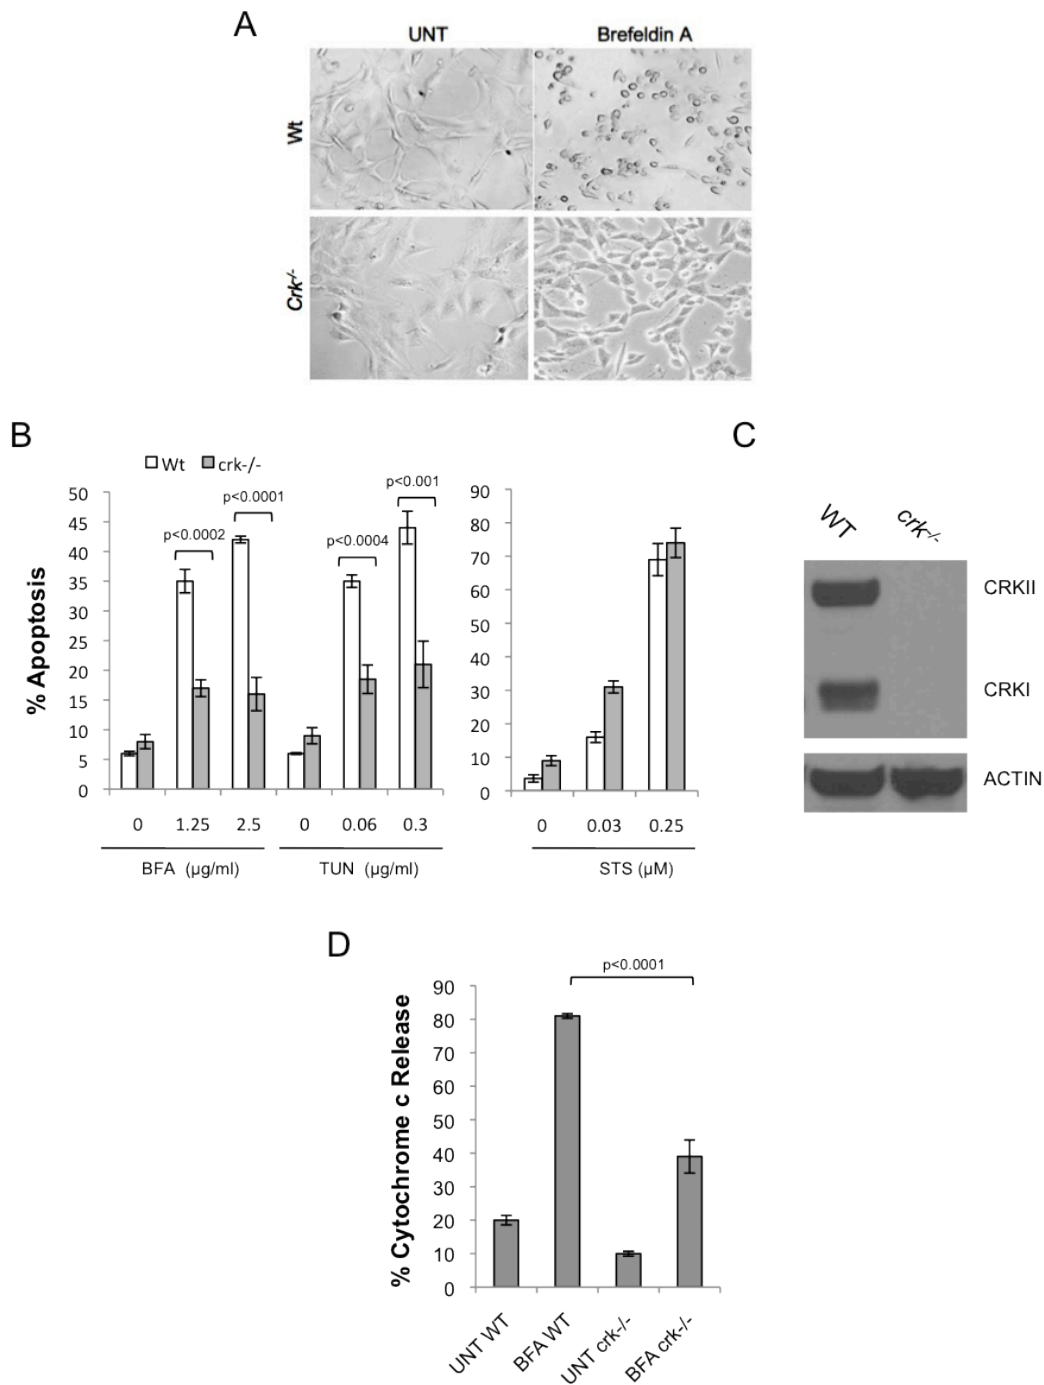 A
UNT Brefeldin A
Wt
Crk-/-
B
Wt crk-/-
% Apoptosis
50
45
40
35
30
25
20
15
10
5
0
p<0.0002
p<0.0001
p<0.0004
p<0.001
0 1.25 2.5 0 0.06 0.3
BFA (µg/ml) TUN (µg/ml)
90
80
70
60
50
40
30
20
10
0
0 0.03 0.25
STS (µM)
C
WT crk-/-
CRKII
CRKI
ACTIN
D
p<0.0001
% Cytochrome c Release
90
80
70
60
50
40
30
20
10
0
UNT WT
BFA WT
UNT crk-/-
BFA crk-/-